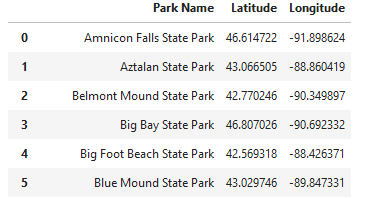 Park Name Latitude Longitude
0 Amnicon Falls State Park 46.614722 -91.898624
1 Aztalan State Park 43.066505 -88.860419
2 Belmont Mound State Park 42.770246 -90.349897
3 Big Bay State Park 46.807026 -90.692332
4 Big Foot Beach State Park 42.569318 -88.426371
5 Blue Mound State Park 43.029746 -89.847331